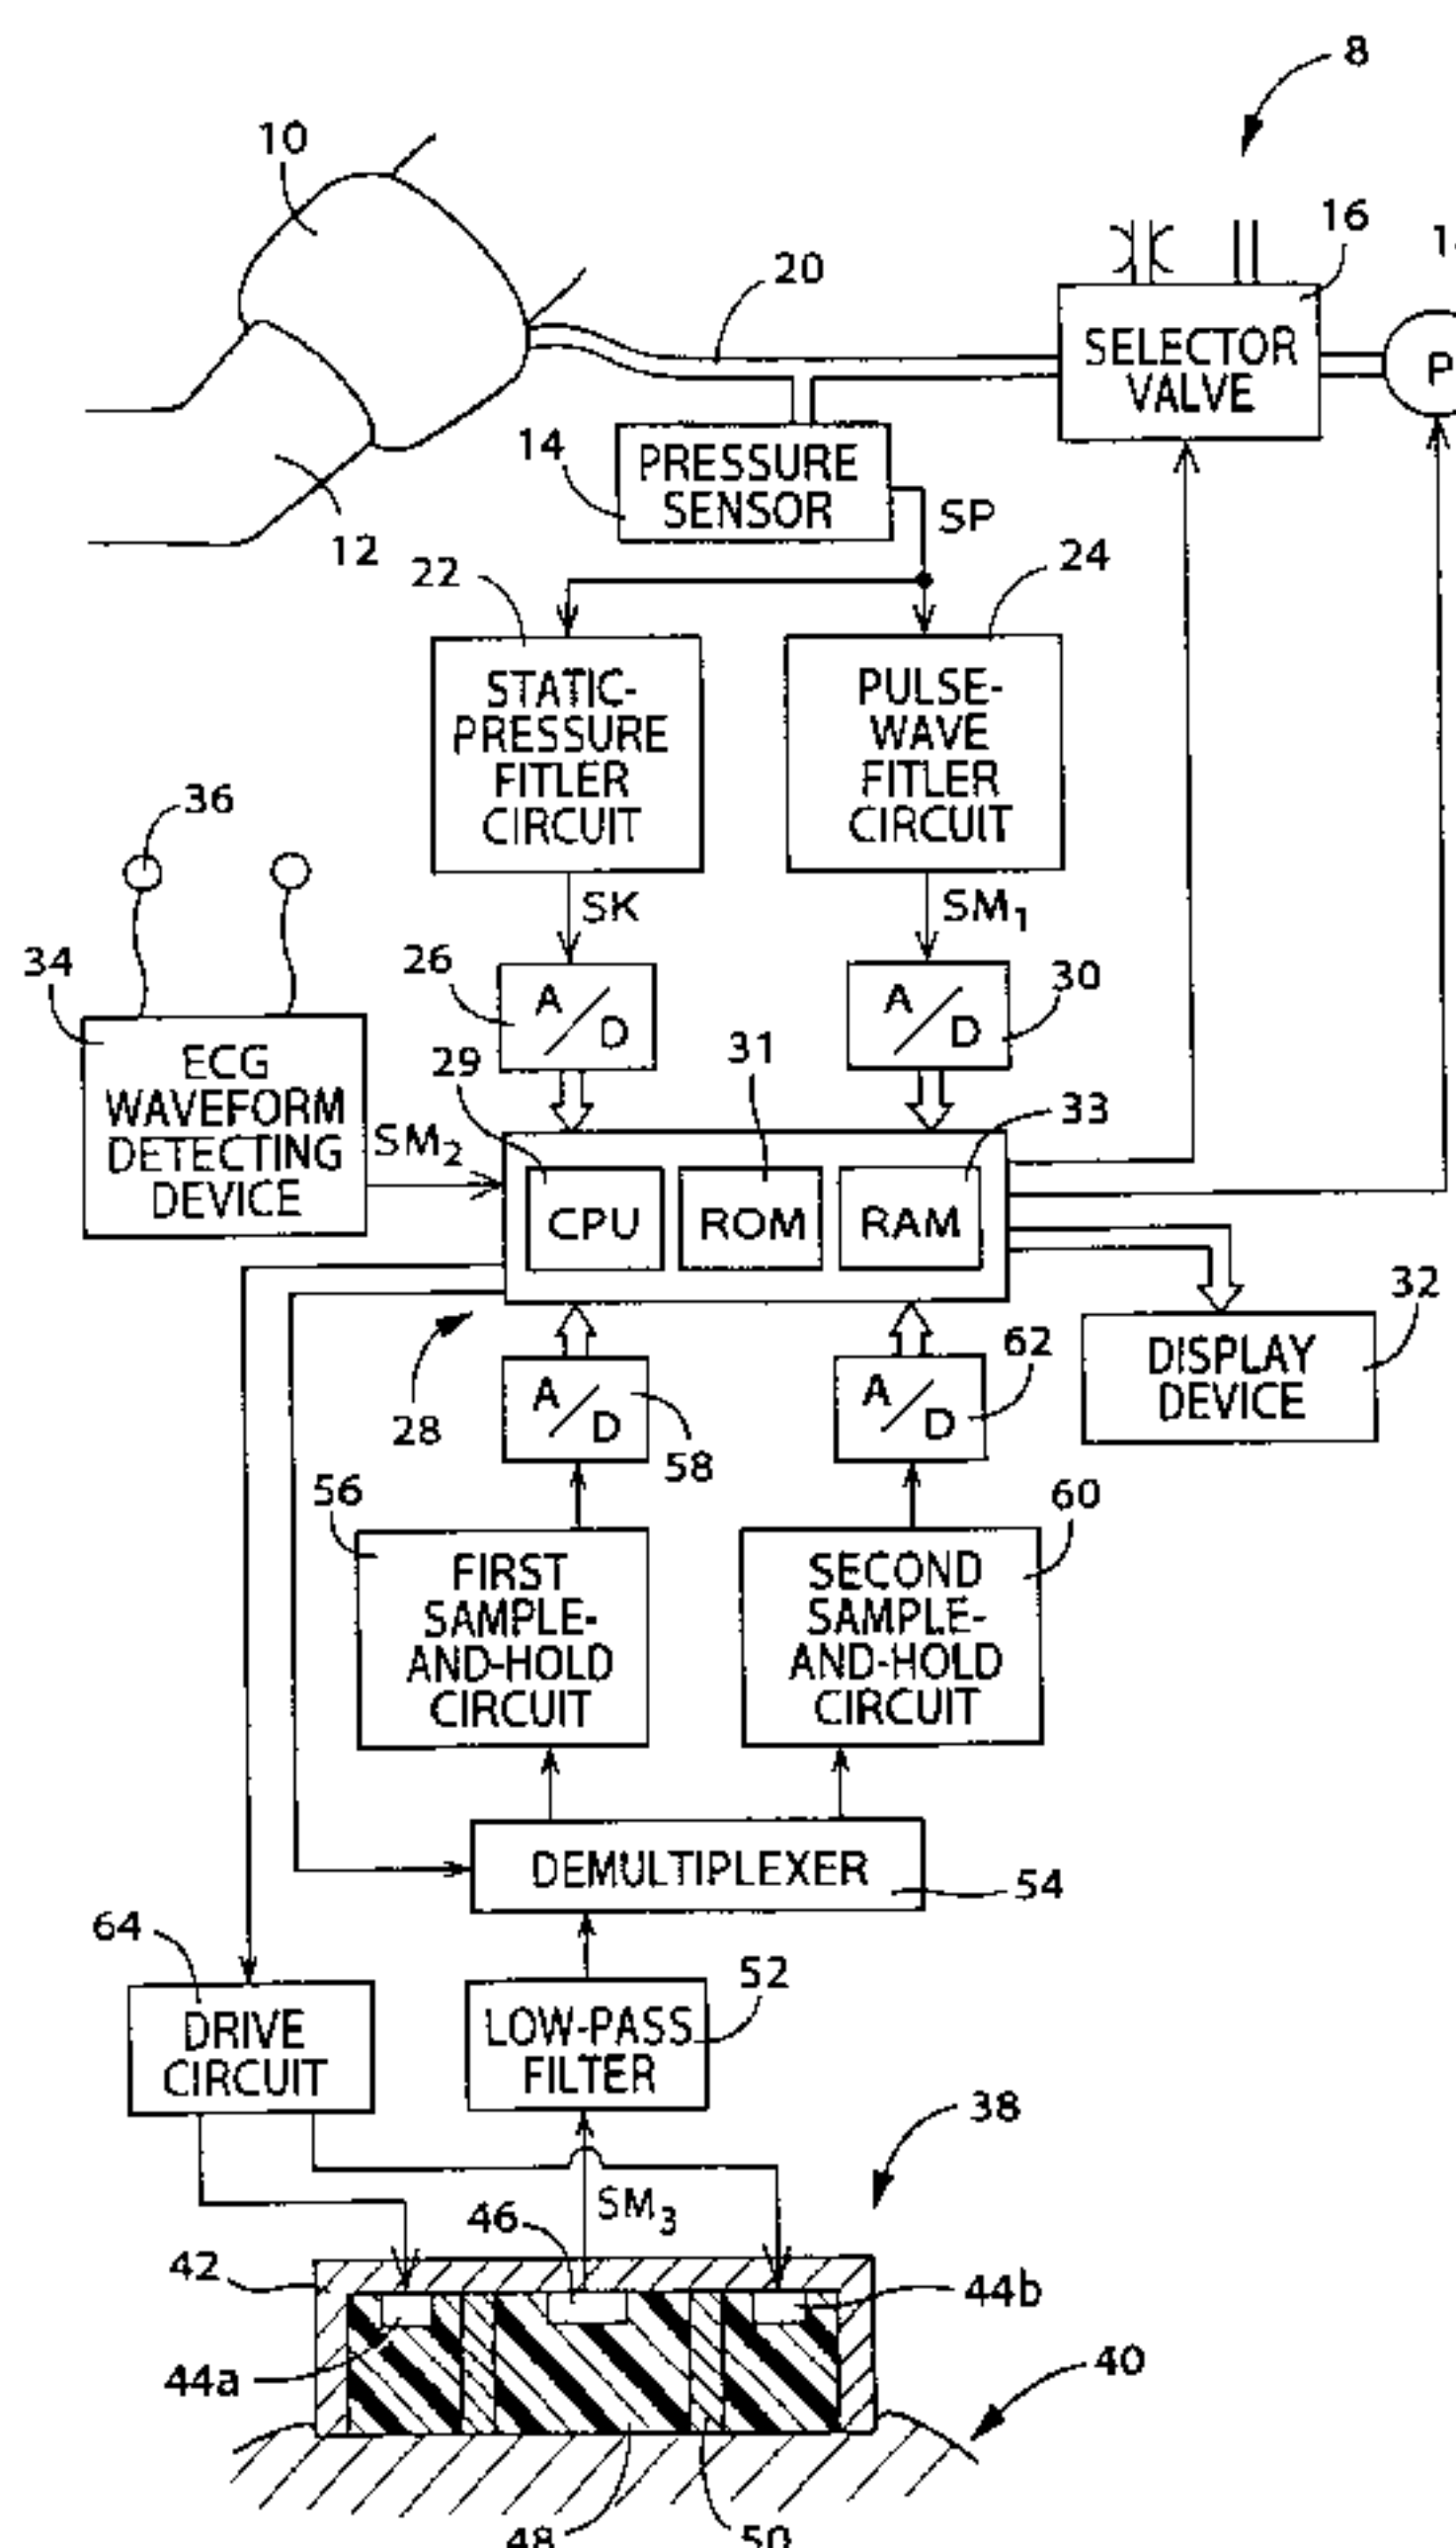 8
10
16
20
SELECTOR
VALVE
P
14
PRESSURE
SENSOR
SP
12
22
24
STATIC-
PRESSURE
FITLER
CIRCUIT
PULSE-
WAVE
FITLER
CIRCUIT
36
SK
SM1
34
26
A/D
30
A/D
ECG
WAVEFORM
DETECTING
DEVICE
29
31
33
SM2
CPU
ROM
RAM
32
28
A/D
58
62
A/D
DISPLAY
DEVICE
56
60
FIRST
SAMPLE-
AND-HOLD
CIRCUIT
SECOND
SAMPLE-
AND-HOLD
CIRCUIT
DEMULTIPLEXER
54
64
52
DRIVE
CIRCUIT
LOW-PASS
FILTER
38
46
SM3
42
44b
44a
40
48
50